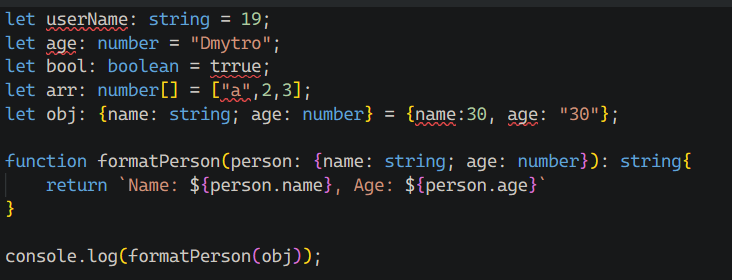 let userName: string = 19;
let age: number = "Dmytro";
let bool: boolean = trrue;
let arr: number[] = ["a",2,3];
let obj: {name: string; age: number} = {name:30, age: "30"};

function formatPerson(person: {name: string; age: number}): string{
    return `Name: ${person.name}, Age: ${person.age}`
}

console.log(formatPerson(obj));